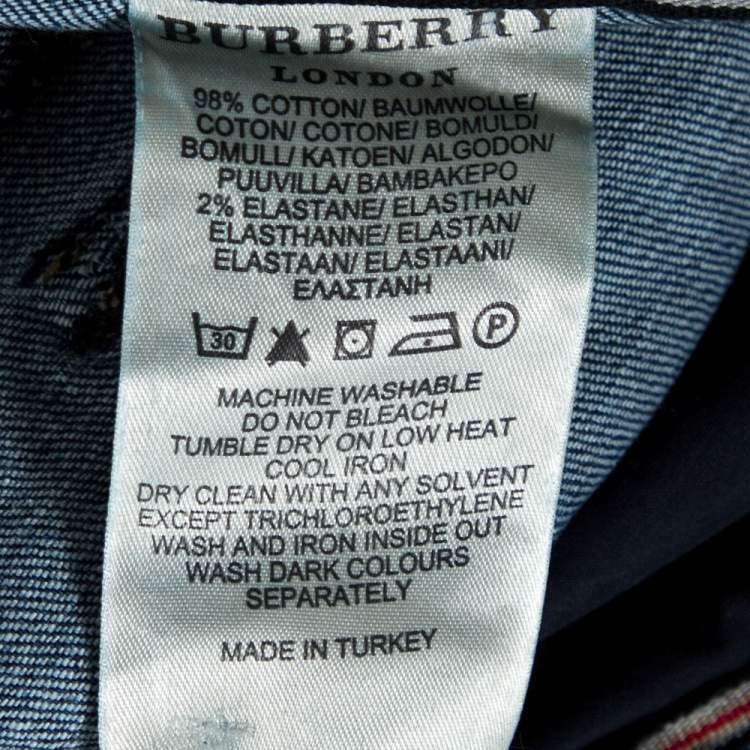 BURBERRY
LONDON
98% COTTON/ BAUMWOLLE/
COTON/ COTONE/ BOMULD/
BOMULL/ KATOEN/ ALGODON/
PUUVILLA/ ΒΑΜΒΑΚΕΡΟ
2% ELASTANE/ ELASTHAN/
ELASTHANNE/ ELASTAN/
ELASTAAN/ ELASTAANI/
ΕΛΑΣΤΑΝΗ
30 P
MACHINE WASHABLE
DO NOT BLEACH
TUMBLE DRY ON LOW HEAT
COOL IRON
DRY CLEAN WITH ANY SOLVENT
EXCEPT TRICHLOROETHYLENE
WASH AND IRON INSIDE OUT
WASH DARK COLOURS
SEPARATELY
MADE IN TURKEY